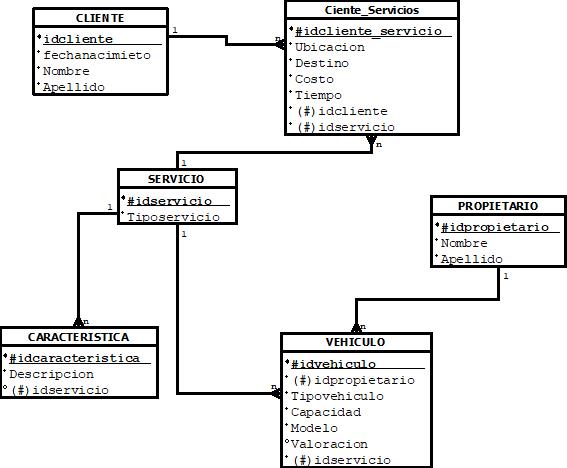 CLIENTE
*idcliente
*fechanacimieto
*Nombre
*Apellido
1
n
Ciente_Servicios
*#idcliente_servicio
*Ubicacion
*Destino
*Costo
*Tiempo
*(#)idcliente
*(#)idservicio
n
1
SERVICIO
*#idservicio
*Tiposervicio
1
1
PROPIETARIO
*#idpropietario
*Nombre
*Apellido
1
n
n
CARACTERISTICA
*#idcaracteristica
*Descripcion
°(#)idservicio
n
VEHICULO
*#idvehiculo
*(#)idpropietario
*Tipovehiculo
*Capacidad
*Modelo
°Valoracion
*(#)idservicio